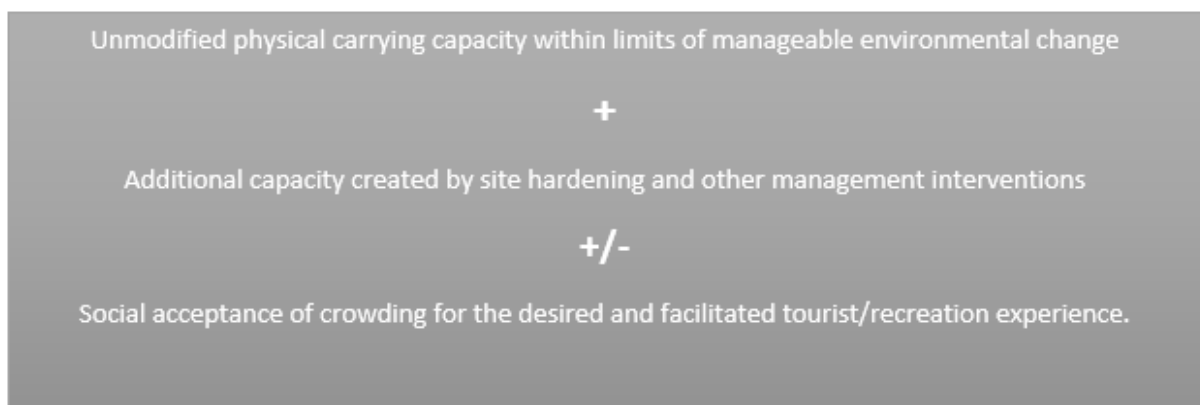 Unmodified physical carrying capacity within limits of manageable environmental change
+
Additional capacity created by site hardening and other management interventions
+/-
Social acceptance of crowding for the desired and facilitated tourist/recreation experience.